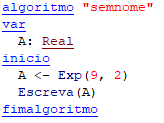 algoritmo "semnome"
var
A: Real
inicio
A <- Exp(9, 2)
Escreva(A)
fimalgoritmo